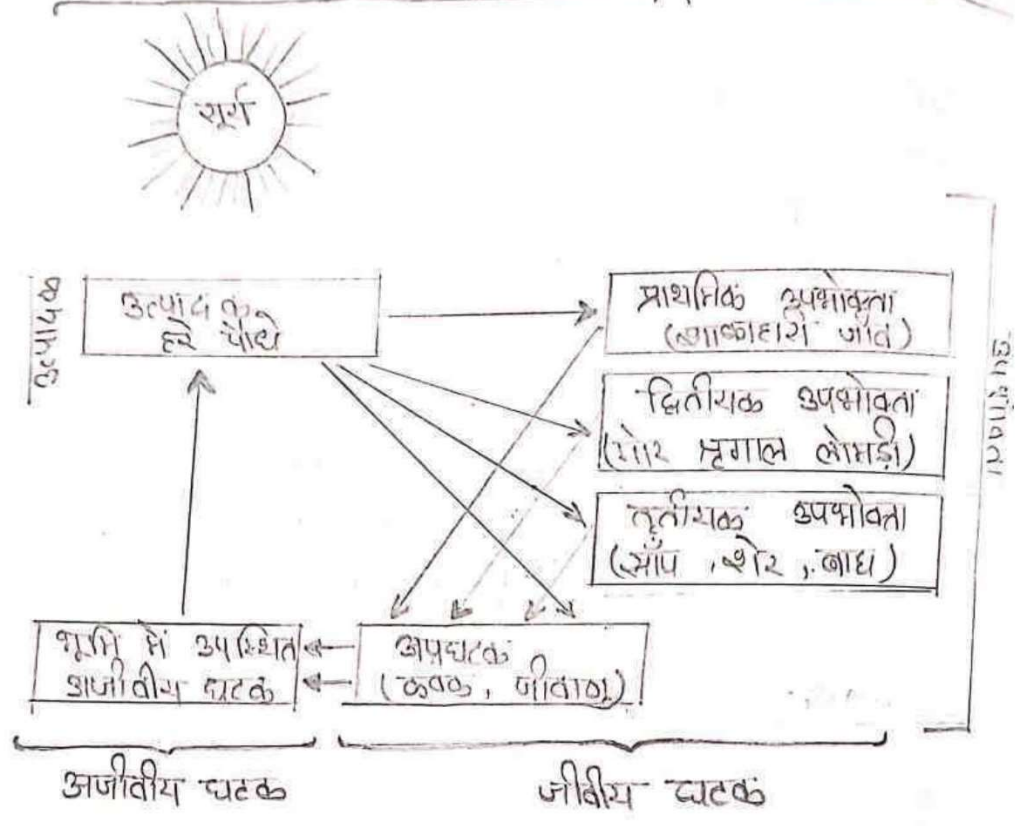 सूर्य
उत्पादक
उत्पादक
हरे पौधे
प्राथमिक उपभोक्ता
(शाकाहारी जीव)
द्वितीयक उपभोक्ता
(मोर श्रृगाल लोमड़ी)
तृतीयक उपभोक्ता
(साँप , शेर , बाघ)
उपभोक्ता
भूमि में उपस्थित
अजीवीय घटक
अपघटक
(कवक, जीवाणु)
अजीवीय घटक
जीवीय घटक